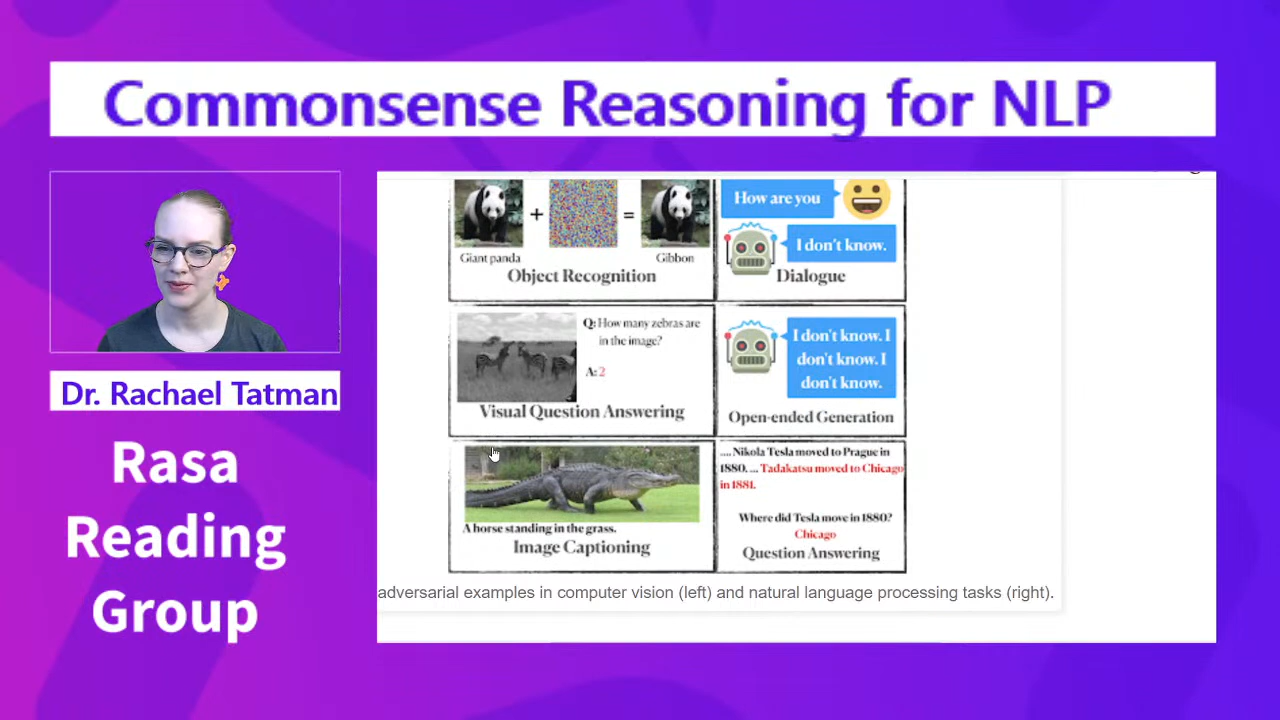 Commonsense Reasoning for NLP
Dr. Rachael Tatman
Rasa
Reading
Group
+
=
Giant panda
Gibbon
Object Recognition
How are you
I don't know.
Dialogue
Q: How many zebras are
in the image?
A: 2
Visual Question Answering
I don't know. I
don't know. I
don't know.
Open-ended Generation
A horse standing in the grass.
Image Captioning
.... Nikola Tesla moved to Prague in
1880. ... Tadakatsu moved to Chicago
in 1881.
Where did Tesla move in 1880?
Chicago
Question Answering
adversarial examples in computer vision (left) and natural language processing tasks (right).